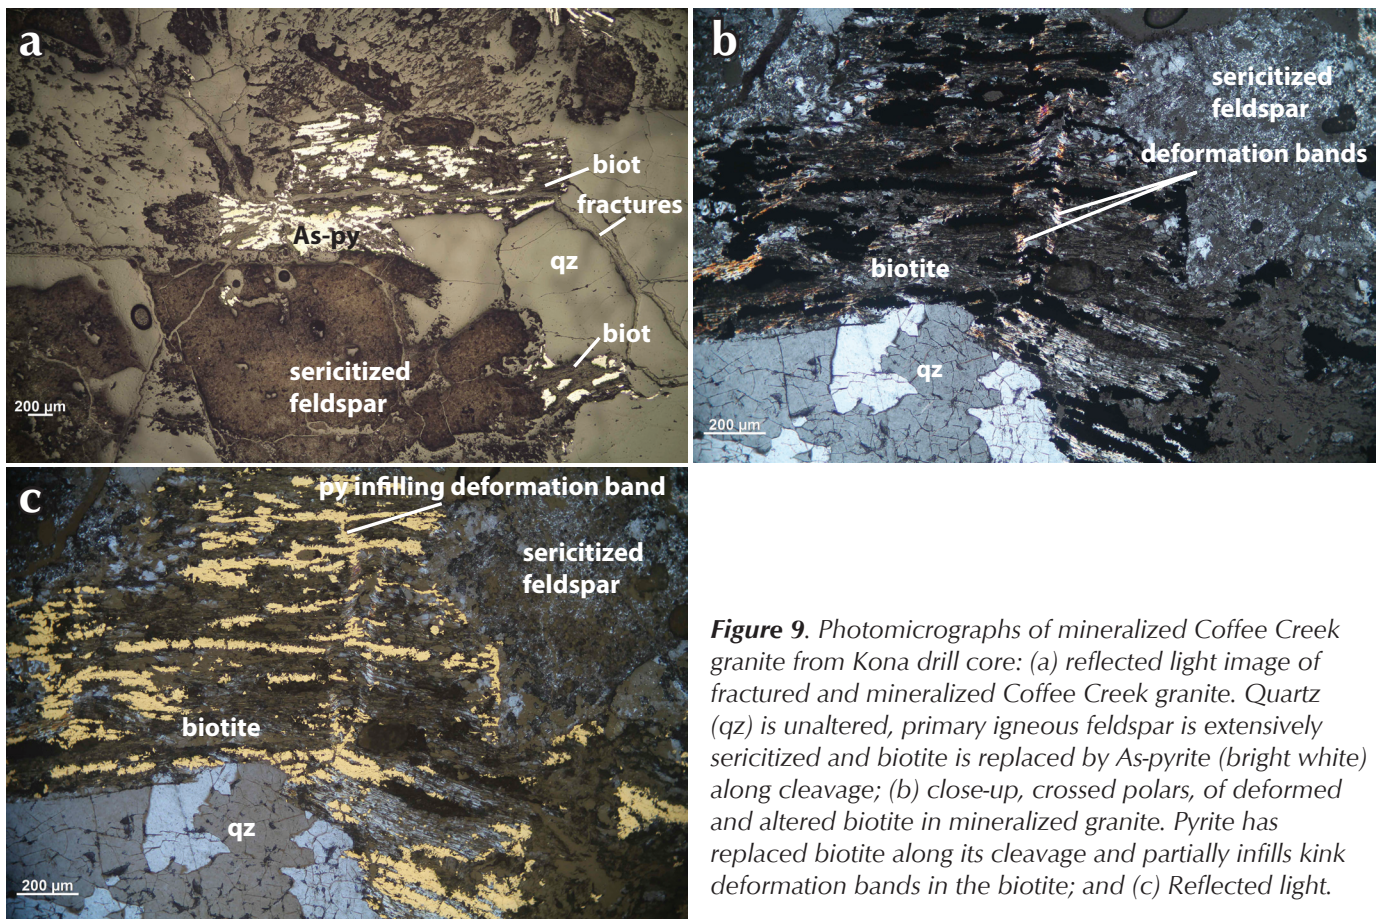 a
biot
fractures
As-py
qz
biot
sericitized
feldspar
200 µm
b
sericitized
feldspar
deformation bands
biotite
qz
200 µm
c
py infilling deformation band
sericitized
feldspar
biotite
qz
200 µm
Figure 9. Photomicrographs of mineralized Coffee Creek
granite from Kona drill core: (a) reflected light image of
fractured and mineralized Coffee Creek granite. Quartz
(qz) is unaltered, primary igneous feldspar is extensively
sericitized and biotite is replaced by As-pyrite (bright white)
along cleavage; (b) close-up, crossed polars, of deformed
and altered biotite in mineralized granite. Pyrite has
replaced biotite along its cleavage and partially infills kink
deformation bands in the biotite; and (c) Reflected light.